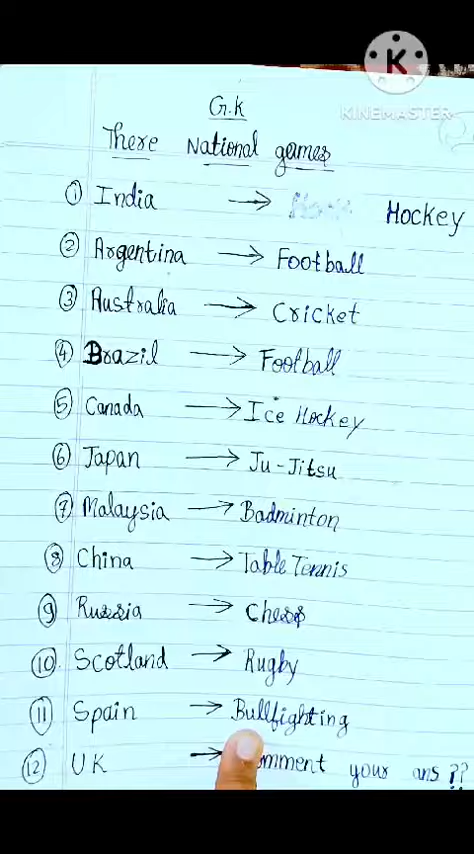 K
KINEMASTER
G.K
There National games
① India → Hockey
② Argentina → Football
③ Australia → Cricket
④ Brazil → Football
⑤ Canada → Ice Hockey
⑥ Japan → Ju-Jitsu
⑦ Malaysia → Badminton
⑧ China → Table Tennis
⑨ Russia → Chess
⑩ Scotland → Rugby
⑪ Spain → Bullfighting
⑫ UK → omment your ans ??